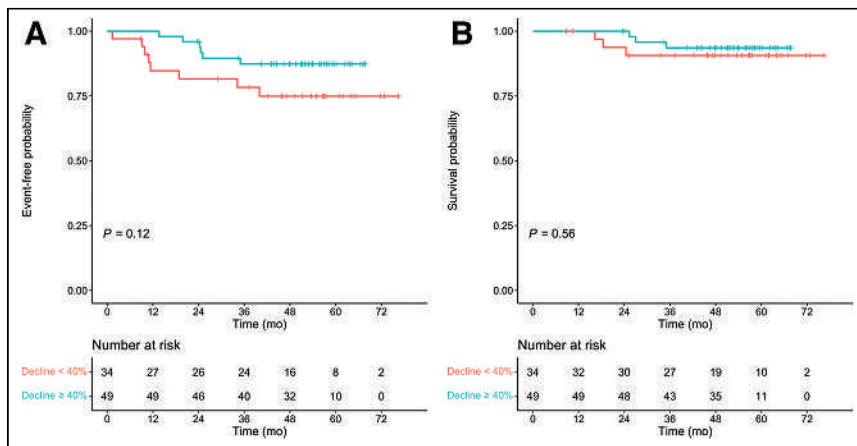 A
Event-free probability
1.00
0.75
0.50
0.25
0.00
P = 0.12
0 12 24 36 48 60 72
Time (mo)
Number at risk
Decline < 40% 34 27 26 24 16 8 2
Decline ≥ 40% 49 49 46 40 32 10 0
0 12 24 36 48 60 72
Time (mo)
B
Survival probability
1.00
0.75
0.50
0.25
0.00
P = 0.56
0 12 24 36 48 60 72
Time (mo)
Number at risk
Decline < 40% 34 32 30 27 19 10 2
Decline ≥ 40% 49 49 48 43 35 11 0
0 12 24 36 48 60 72
Time (mo)